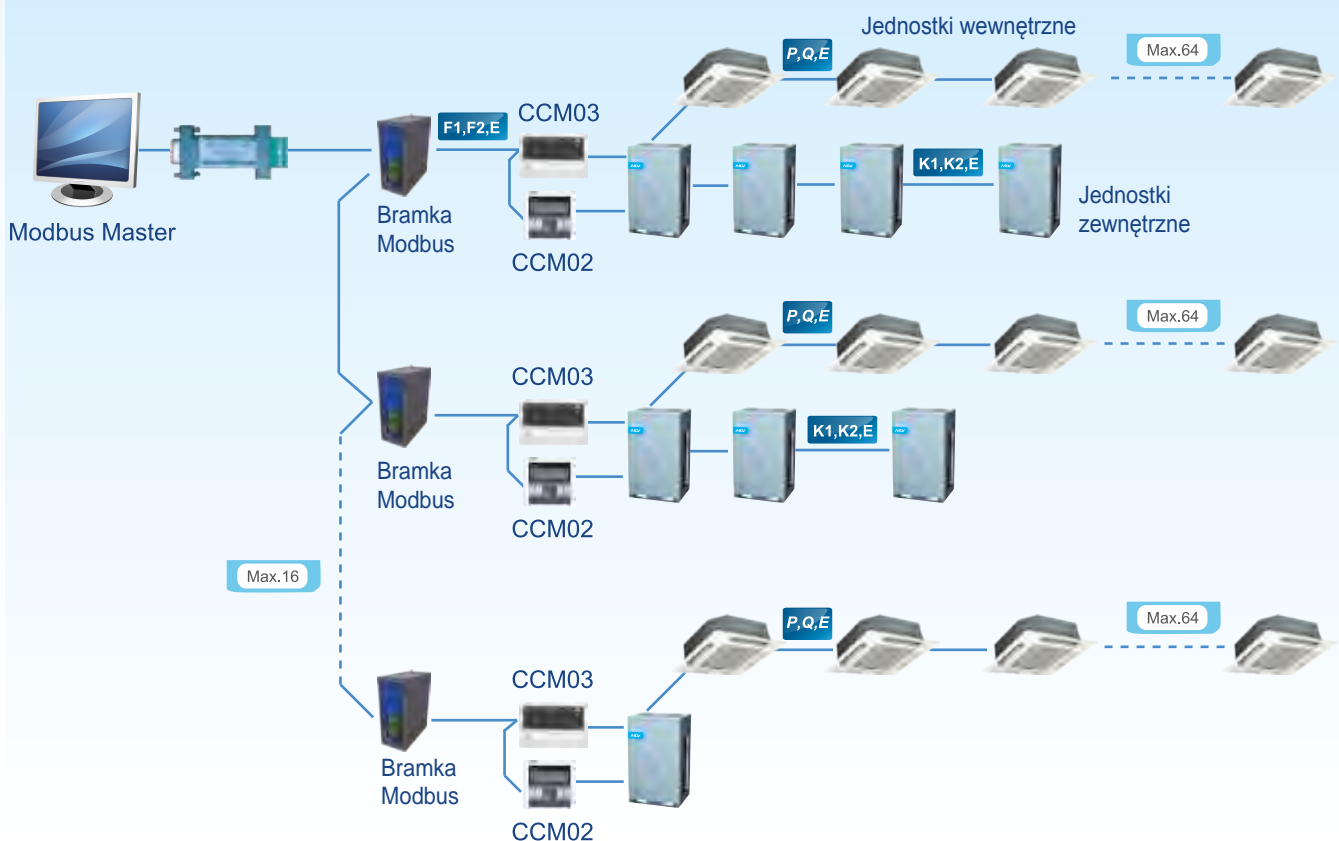 Jednostki wewnętrzne
P,Q,E
Max.64
CCM03
F1,F2,E
K1,K2,E
Modbus Master
Bramka
Modbus
CCM02
Jednostki
zewnętrzne
P,Q,E
Max.64
CCM03
K1,K2,E
Bramka
Modbus
CCM02
Max.16
P,Q,E
Max.64
CCM03
Bramka
Modbus
CCM02